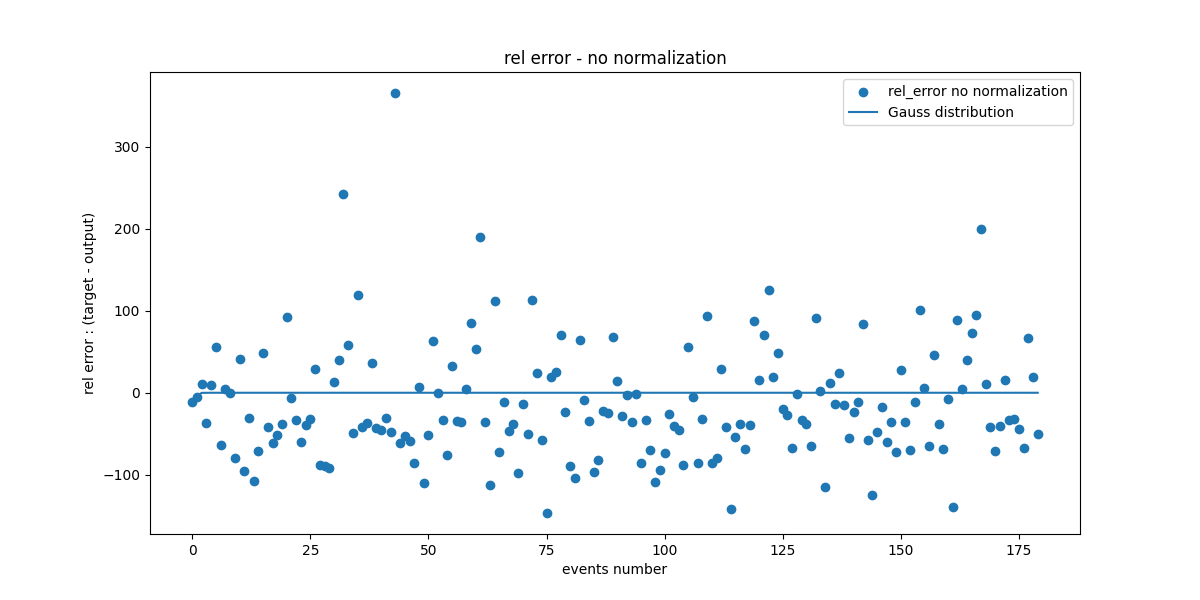 rel error - no normalization
rel_error no normalization
Gauss distribution
rel error : (target - output)
300
200
100
0
−100
0
25
50
75
100
125
150
175
events number